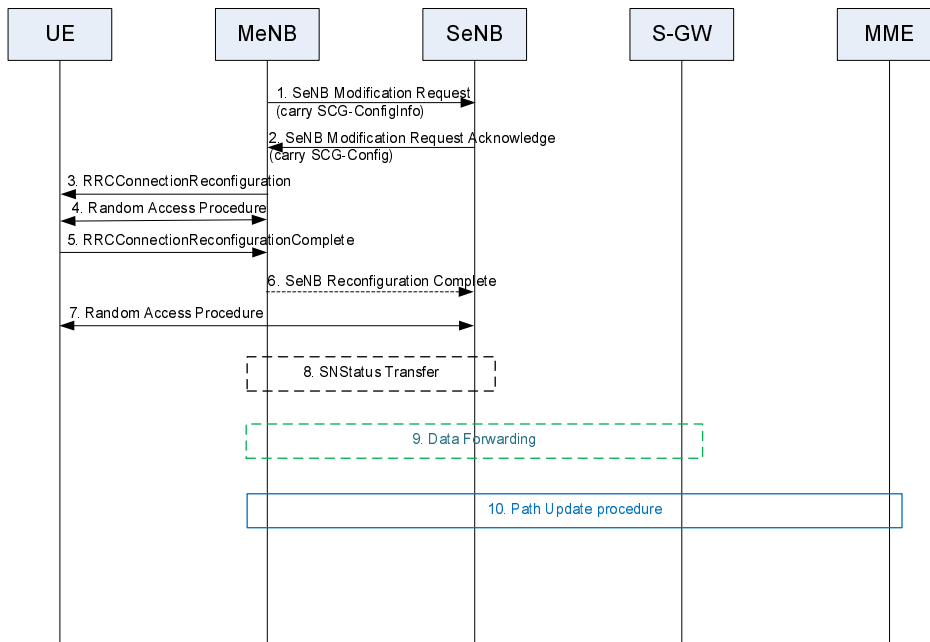 UE MeNB SeNB S-GW MME
1. SeNB Modification Request
(carry SCG-ConfigInfo)
2. SeNB Modification Request Acknowledge
(carry SCG-Config)
3. RRCConnectionReconfiguration
4. Random Access Procedure
5. RRCConnectionReconfigurationComplete
6. SeNB Reconfiguration Complete
7. Random Access Procedure
8. SNStatus Transfer
9. Data Forwarding
10. Path Update procedure